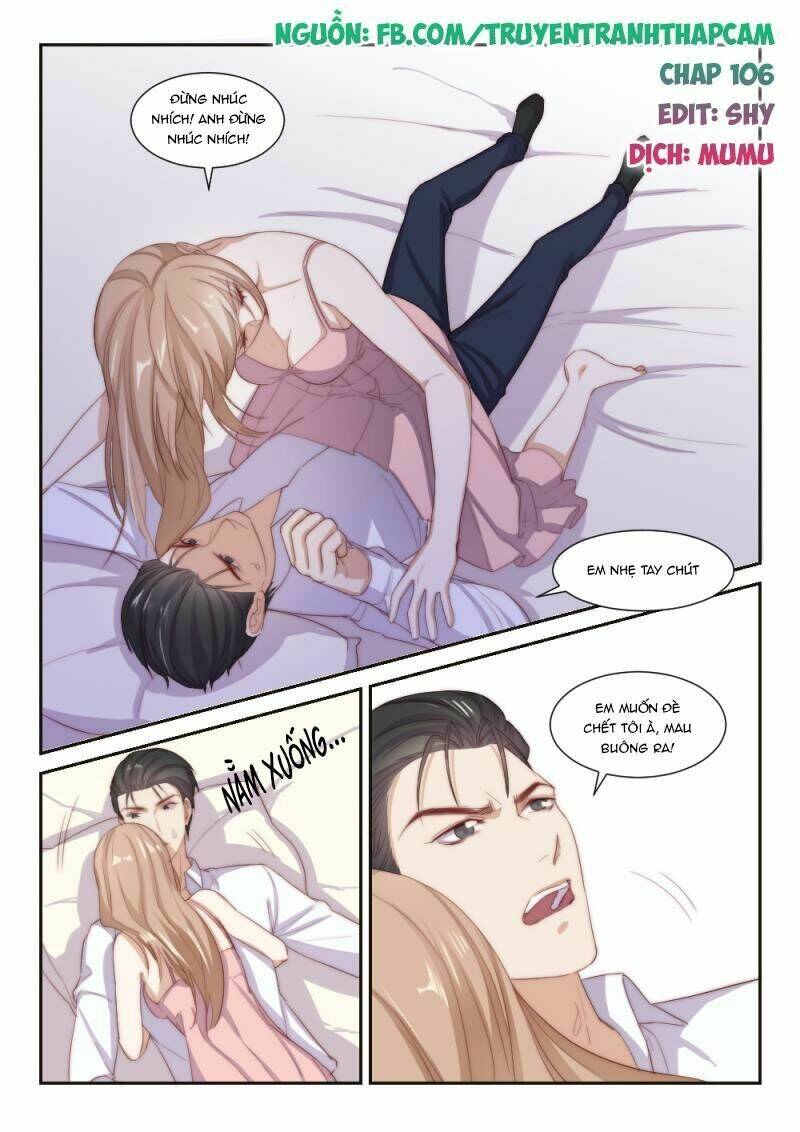 NGUỒN: FB.COM/TRUYENTRANHTHAPCAM
CHAP 106
EDIT: SHY
DỊCH: MUMU
ĐỪNG NHÚC
NHÍCH! ANH ĐỪNG
NHÚC NHÍCH!
EM NHẸ TAY CHÚT
NẰM XUỐNG...
EM MUỐN ĐÈ
CHẾT TÔI À, MAU
BUÔNG RA!